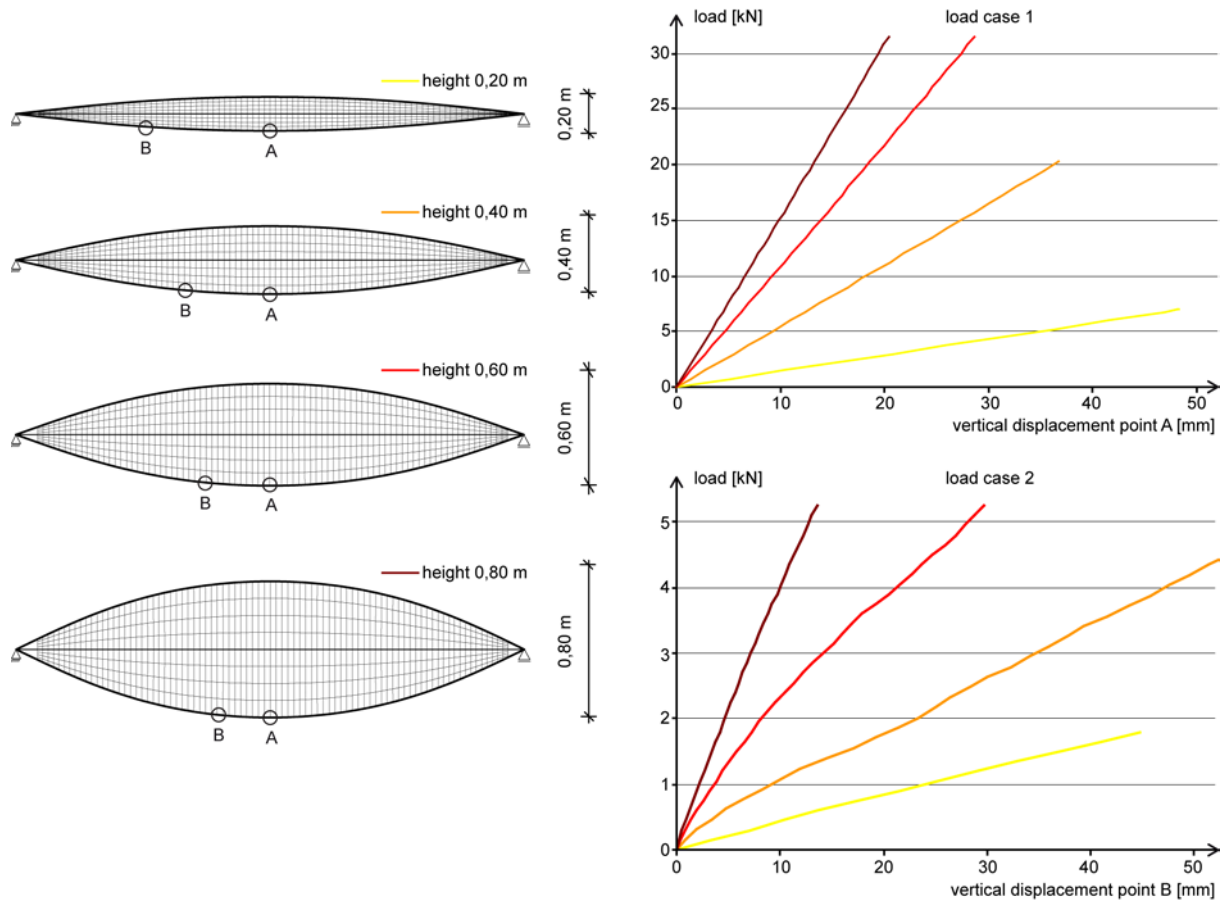 height 0,20 m
0,20 m
B
A
height 0,40 m
0,40 m
B
A
height 0,60 m
0,60 m
B
A
height 0,80 m
0,80 m
B
A
load [kN]
load case 1
30
25
20
15
10
5
0
0 10 20 30 40 50
vertical displacement point A [mm]
load [kN]
load case 2
5
4
3
2
1
0
0 10 20 30 40 50
vertical displacement point B [mm]